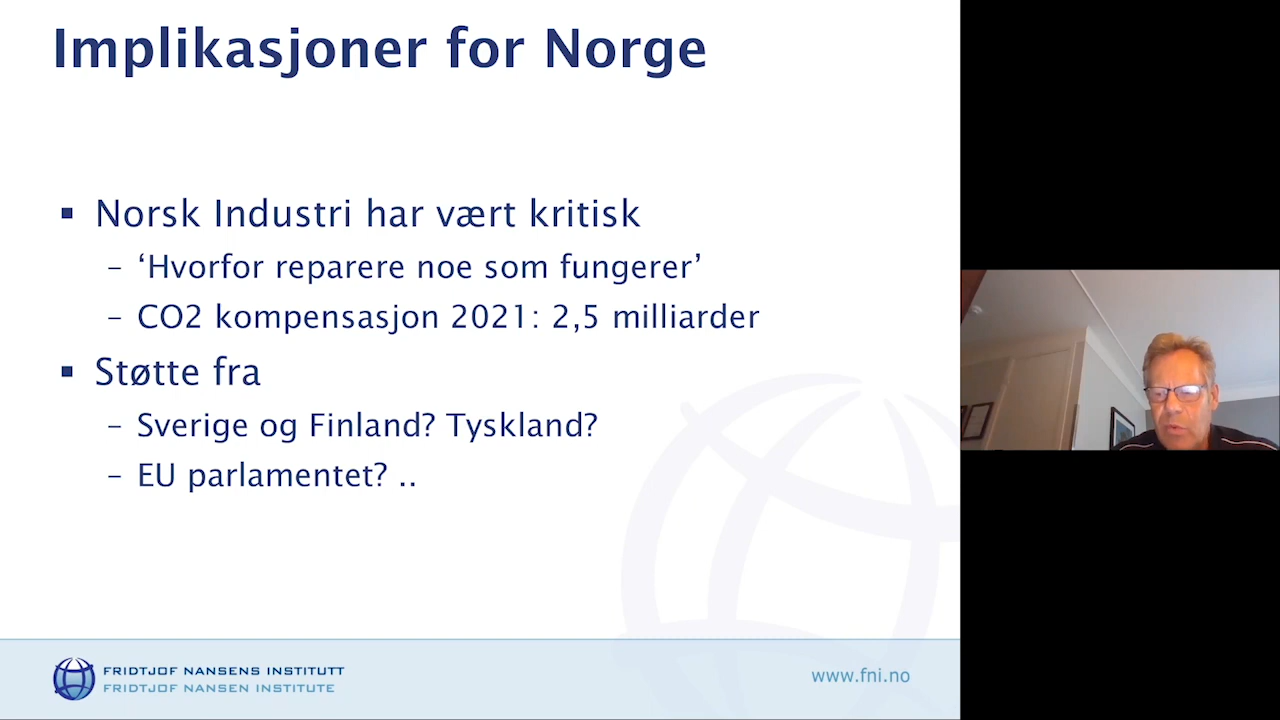 Implikasjoner for Norge
▪ Norsk Industri har vært kritisk
– ‘Hvorfor reparere noe som fungerer’
– CO2 kompensasjon 2021: 2,5 milliarder
▪ Støtte fra
– Sverige og Finland? Tyskland?
– EU parlamentet? ..
FRIDTJOF NANSENS INSTITUTT
FRIDTJOF NANSEN INSTITUTE
www.fni.no